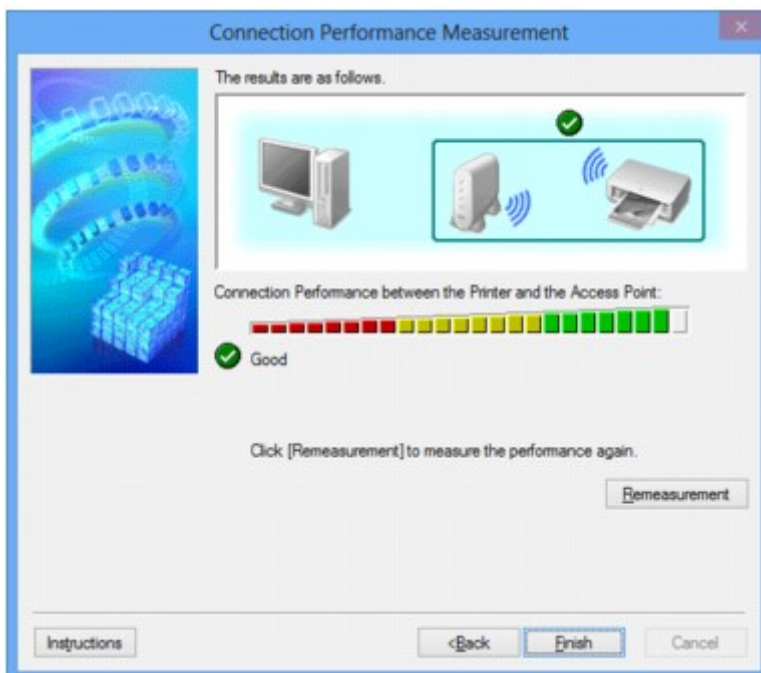 Connection Performance Measurement
The results are as follows.
Connection Performance between the Printer and the Access Point:
Good
Click [Remeasurement] to measure the performance again.
Remeasurement
Instructions
<Back
Finish
Cancel